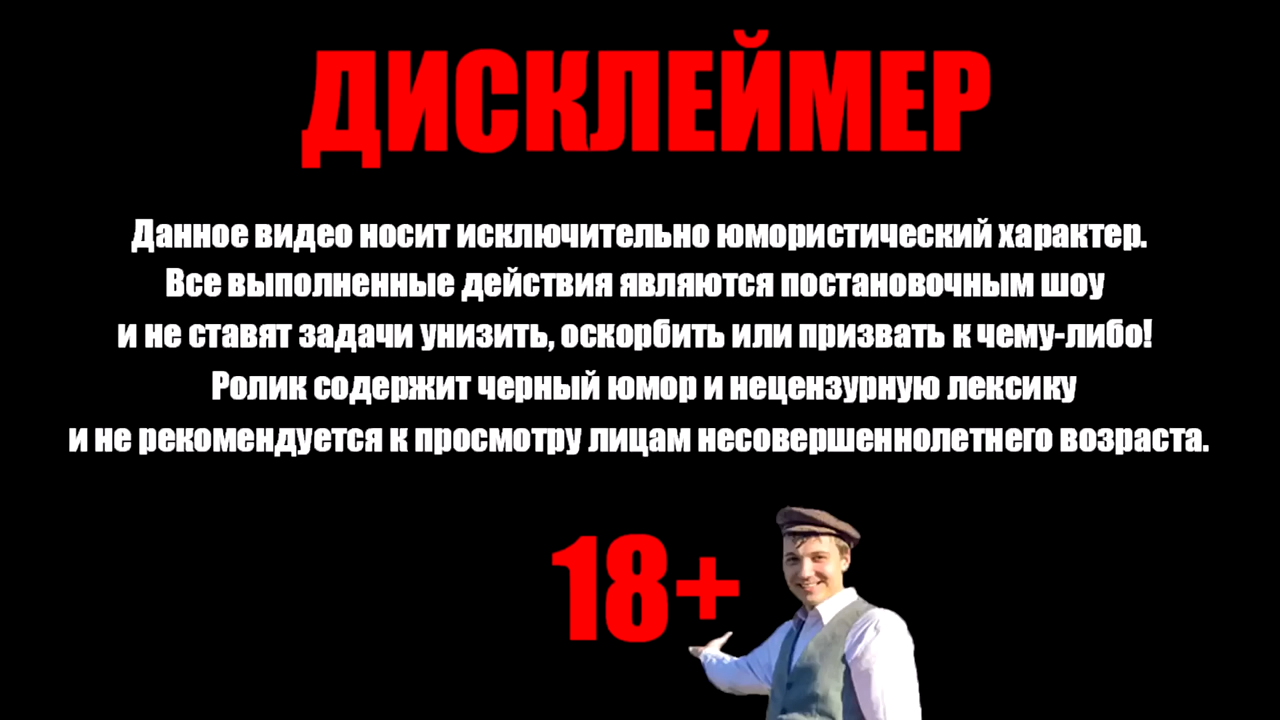 ДИСКЛЕЙМЕР
Данное видео носит исключительно юмористический характер.
Все выполненные действия являются постановочным шоу
и не ставят задачи унизить, оскорбить или призвать к чему-либо!
Ролик содержит черный юмор и нецензурную лексику
и не рекомендуется к просмотру лицам несовершеннолетнего возраста.
18+